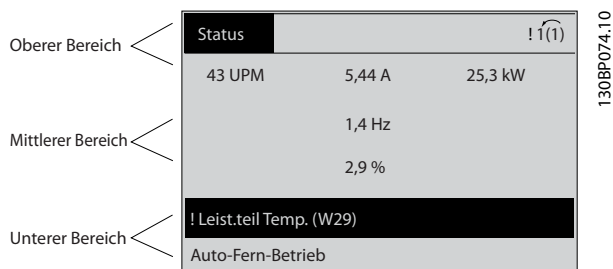 Oberer Bereich
Status
! 1(1)
43 UPM 5,44 A 25,3 kW
Mittlerer Bereich
1,4 Hz
2,9 %
Unterer Bereich
! Leist.teil Temp. (W29)
Auto-Fern-Betrieb
130BP074.10